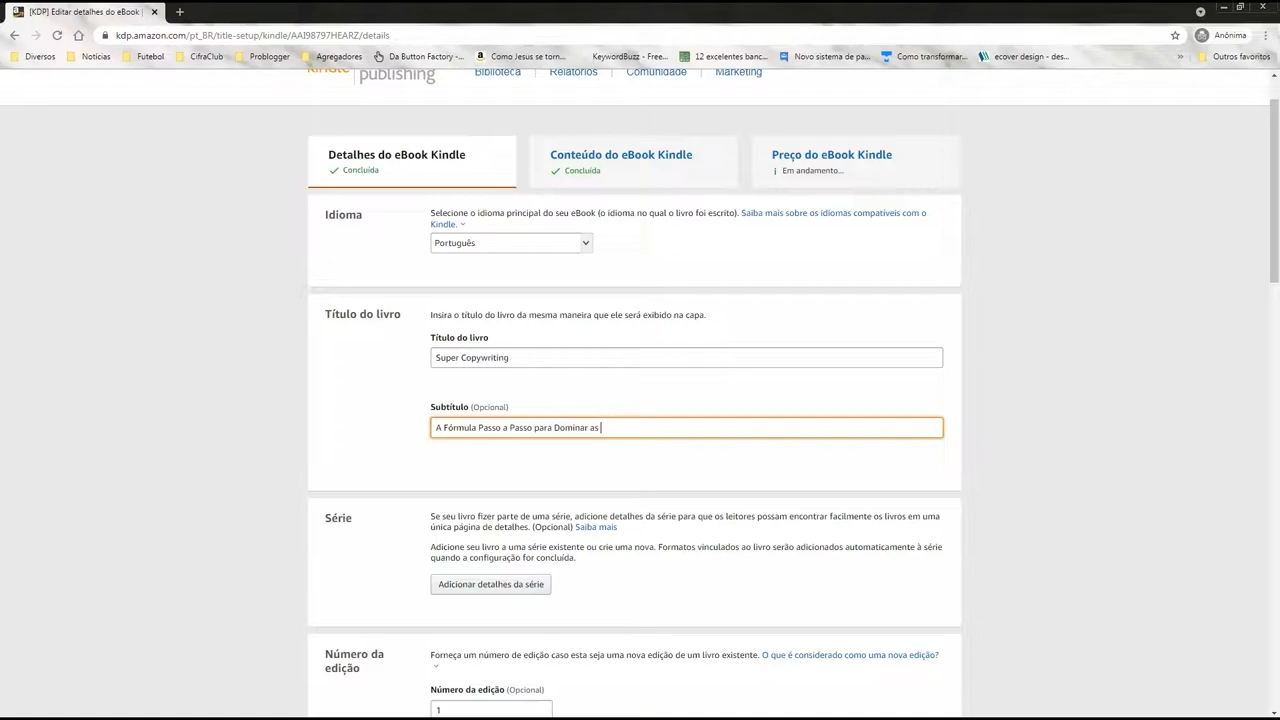 [KDP] Editar detalhes do eBook
kdp.amazon.com/pt_BR/title-setup/kindle/AAI98797HEARZ/details
Anônima
Diversos
Notícias
Futebol
CifraClub
Problogger
Agregadores
Da Button Factory -...
Como Jesus se torn...
KeywordBuzz - Free...
12 excelentes banc...
Novo sistema de pa...
Como transformar...
ecover design - des...
»
Outros favoritos
kindle publishing
Biblioteca
Relatórios
Comunidade
Marketing
Detalhes do eBook Kindle
Concluída
Conteúdo do eBook Kindle
Concluída
Preço do eBook Kindle
Em andamento...
Idioma
Selecione o idioma principal do seu eBook (o idioma no qual o livro foi escrito). Saiba mais sobre os idiomas compatíveis com o
Kindle.
Português
Título do livro
Insira o título do livro da mesma maneira que ele será exibido na capa.
Título do livro
Super Copywriting
Subtítulo (Opcional)
A Fórmula Passo a Passo para Dominar as
Série
Se seu livro fizer parte de uma série, adicione detalhes da série para que os leitores possam encontrar facilmente os livros em uma
única página de detalhes. (Opcional) Saiba mais
Adicione seu livro a uma série existente ou crie uma nova. Formatos vinculados ao livro serão adicionados automaticamente à série
quando a configuração for concluída.
Adicionar detalhes da série
Número da
edição
Forneça um número de edição caso esta seja uma nova edição de um livro existente. O que é considerado como uma nova edição?
Número da edição (Opcional)
1